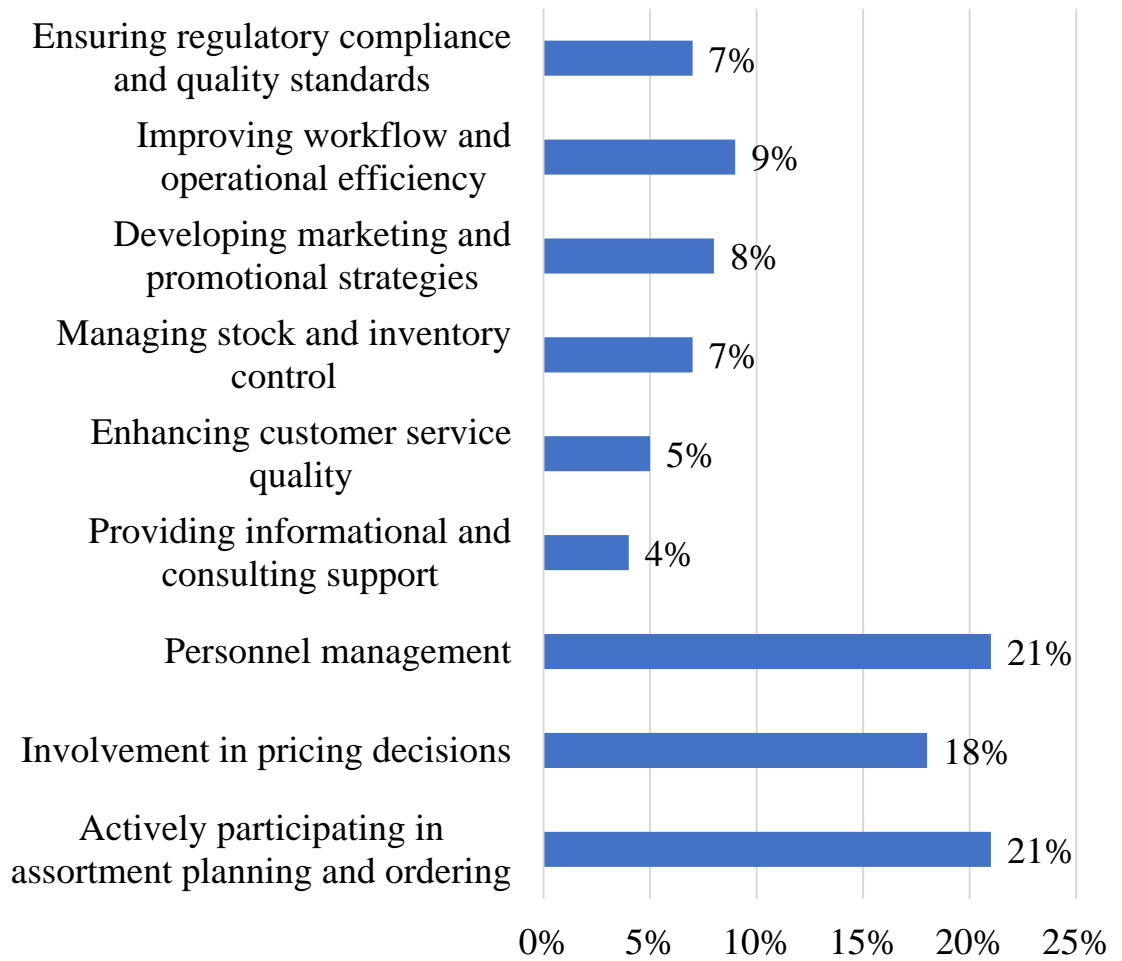 Ensuring regulatory compliance
and quality standards
7%
Improving workflow and
operational efficiency
9%
Developing marketing and
promotional strategies
8%
Managing stock and inventory
control
7%
Enhancing customer service
quality
5%
Providing informational and
consulting support
4%
Personnel management
21%
Involvement in pricing decisions
18%
Actively participating in
assortment planning and ordering
21%
0% 5% 10% 15% 20% 25%